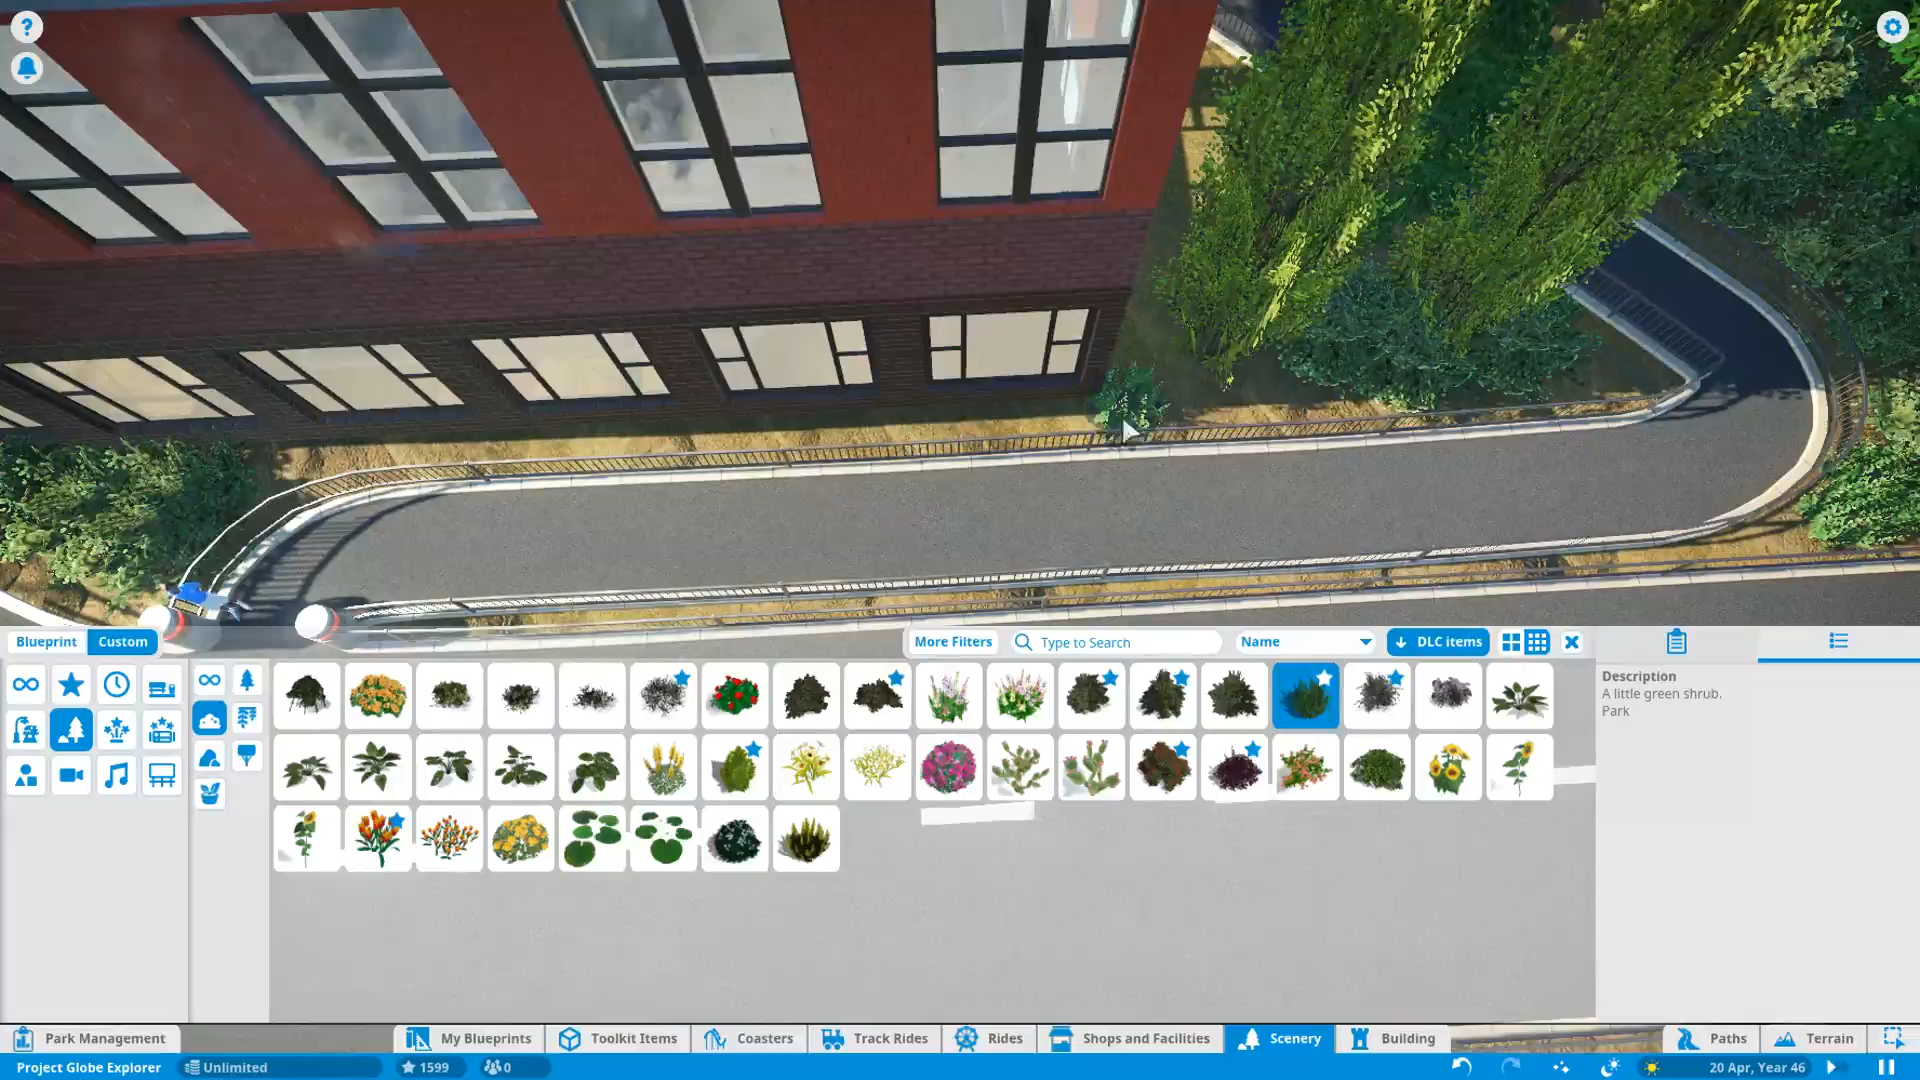 ?
Blueprint
Custom
More Filters
Type to Search
Name
DLC items
Description
A little green shrub.
Park
Park Management
My Blueprints
Toolkit Items
Coasters
Track Rides
Rides
Shops and Facilities
Scenery
Building
Paths
Terrain
Project Globe Explorer
Unlimited
1599
0
20 Apr, Year 46